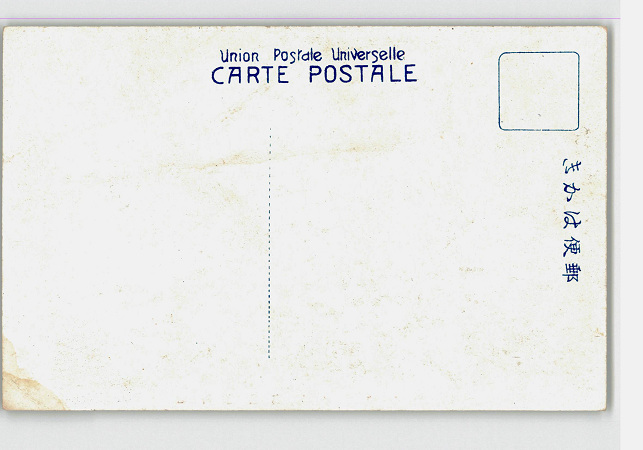 Union Postale Universelle
CARTE POSTALE
きかは便郵